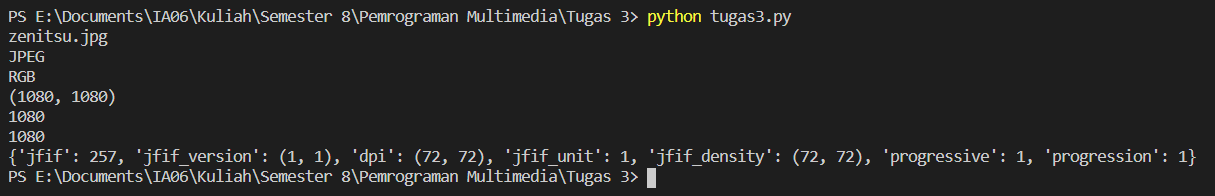 PS E:\Documents\IA06\Kuliah\Semester 8\Pemrograman Multimedia\Tugas 3> python tugas3.py
zenitsu.jpg
JPEG
RGB
(1080, 1080)
1080
1080
{'jfif': 257, 'jfif_version': (1, 1), 'dpi': (72, 72), 'jfif_unit': 1, 'jfif_density': (72, 72), 'progressive': 1, 'progression': 1}
PS E:\Documents\IA06\Kuliah\Semester 8\Pemrograman Multimedia\Tugas 3>